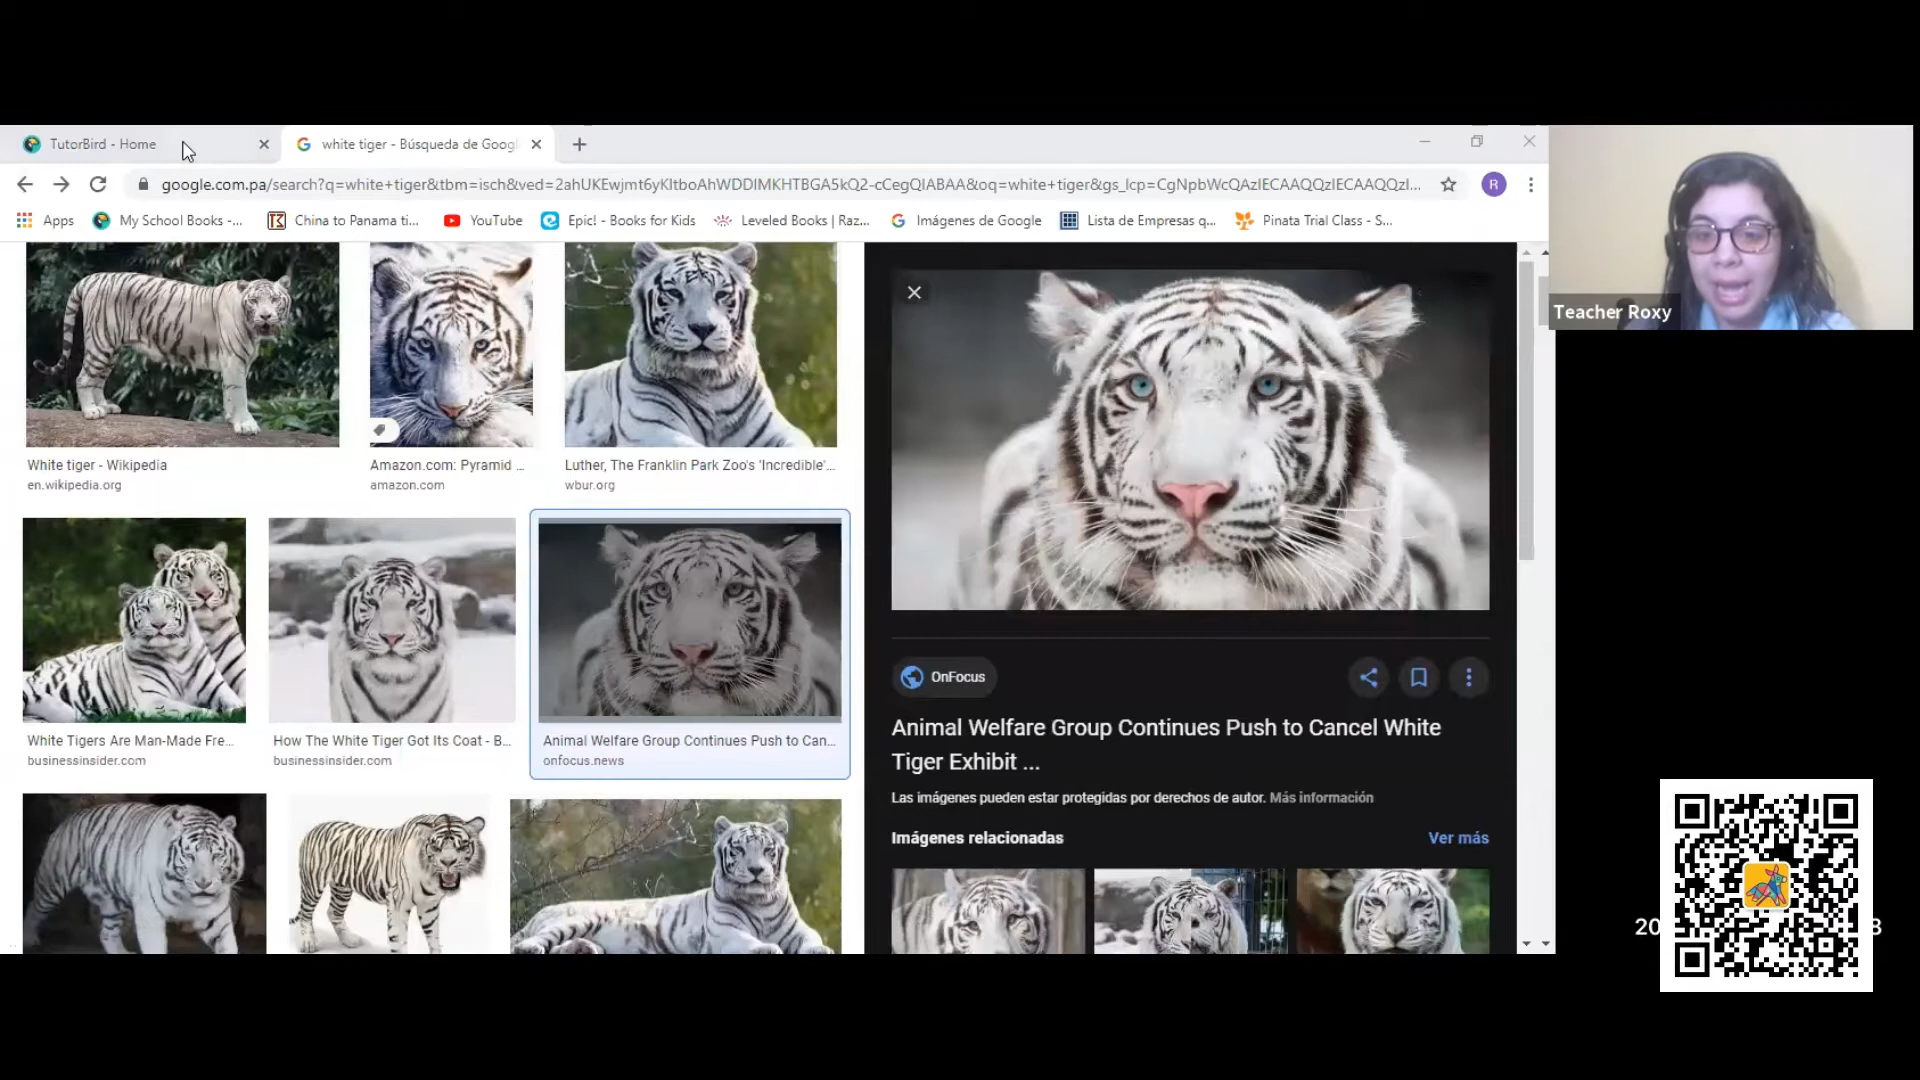 TutorBird - Home
white tiger - Búsqueda de Googl
google.com.pa/search?q=white+tiger&tbm=isch&ved=2ahUKEwjmt6yKltboAhWDDlMKHTBGA5kQ2-cCegQIABAA&oq=white+tiger&gs_lcp=CgNpbWcQAzIECAAQQzIECAAQQzI...
R
Apps
My School Books -...
China to Panama ti...
YouTube
Epic! - Books for Kids
Leveled Books | Raz...
Imágenes de Google
Lista de Empresas q...
Pinata Trial Class - S...
Teacher Roxy
White tiger - Wikipedia
en.wikipedia.org
Amazon.com: Pyramid ...
amazon.com
Luther, The Franklin Park Zoo's 'Incredible'...
wbur.org
White Tigers Are Man-Made Fre...
businessinsider.com
How The White Tiger Got Its Coat - B...
businessinsider.com
Animal Welfare Group Continues Push to Can...
onfocus.news
OnFocus
Animal Welfare Group Continues Push to Cancel White
Tiger Exhibit ...
Las imágenes pueden estar protegidas por derechos de autor. Más información
Imágenes relacionadas
Ver más